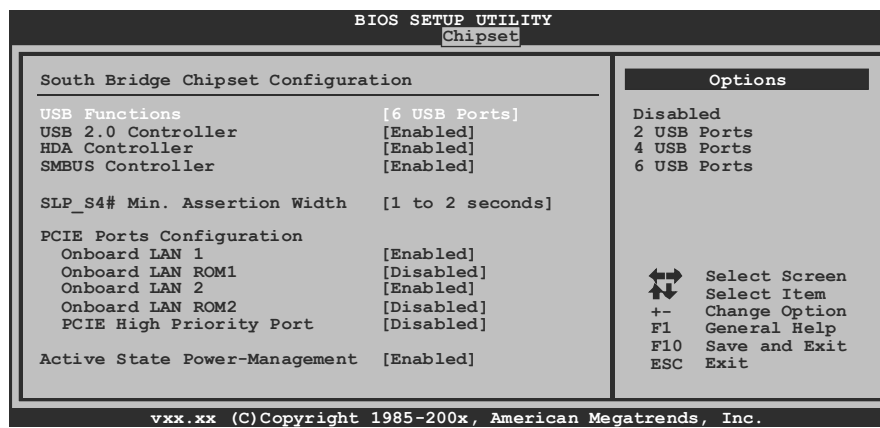 BIOS SETUP UTILITY
Chipset
South Bridge Chipset Configuration
USB Functions [6 USB Ports]
USB 2.0 Controller [Enabled]
HDA Controller [Enabled]
SMBUS Controller [Enabled]
SLP_S4# Min. Assertion Width [1 to 2 seconds]
PCIE Ports Configuration
Onboard LAN 1 [Enabled]
Onboard LAN ROM1 [Disabled]
Onboard LAN 2 [Enabled]
Onboard LAN ROM2 [Disabled]
PCIE High Priority Port [Disabled]
Active State Power-Management [Enabled]
Options
Disabled
2 USB Ports
4 USB Ports
6 USB Ports
Select Screen
Select Item
+- Change Option
F1 General Help
F10 Save and Exit
ESC Exit
vxx.xx (C)Copyright 1985-200x, American Megatrends, Inc.